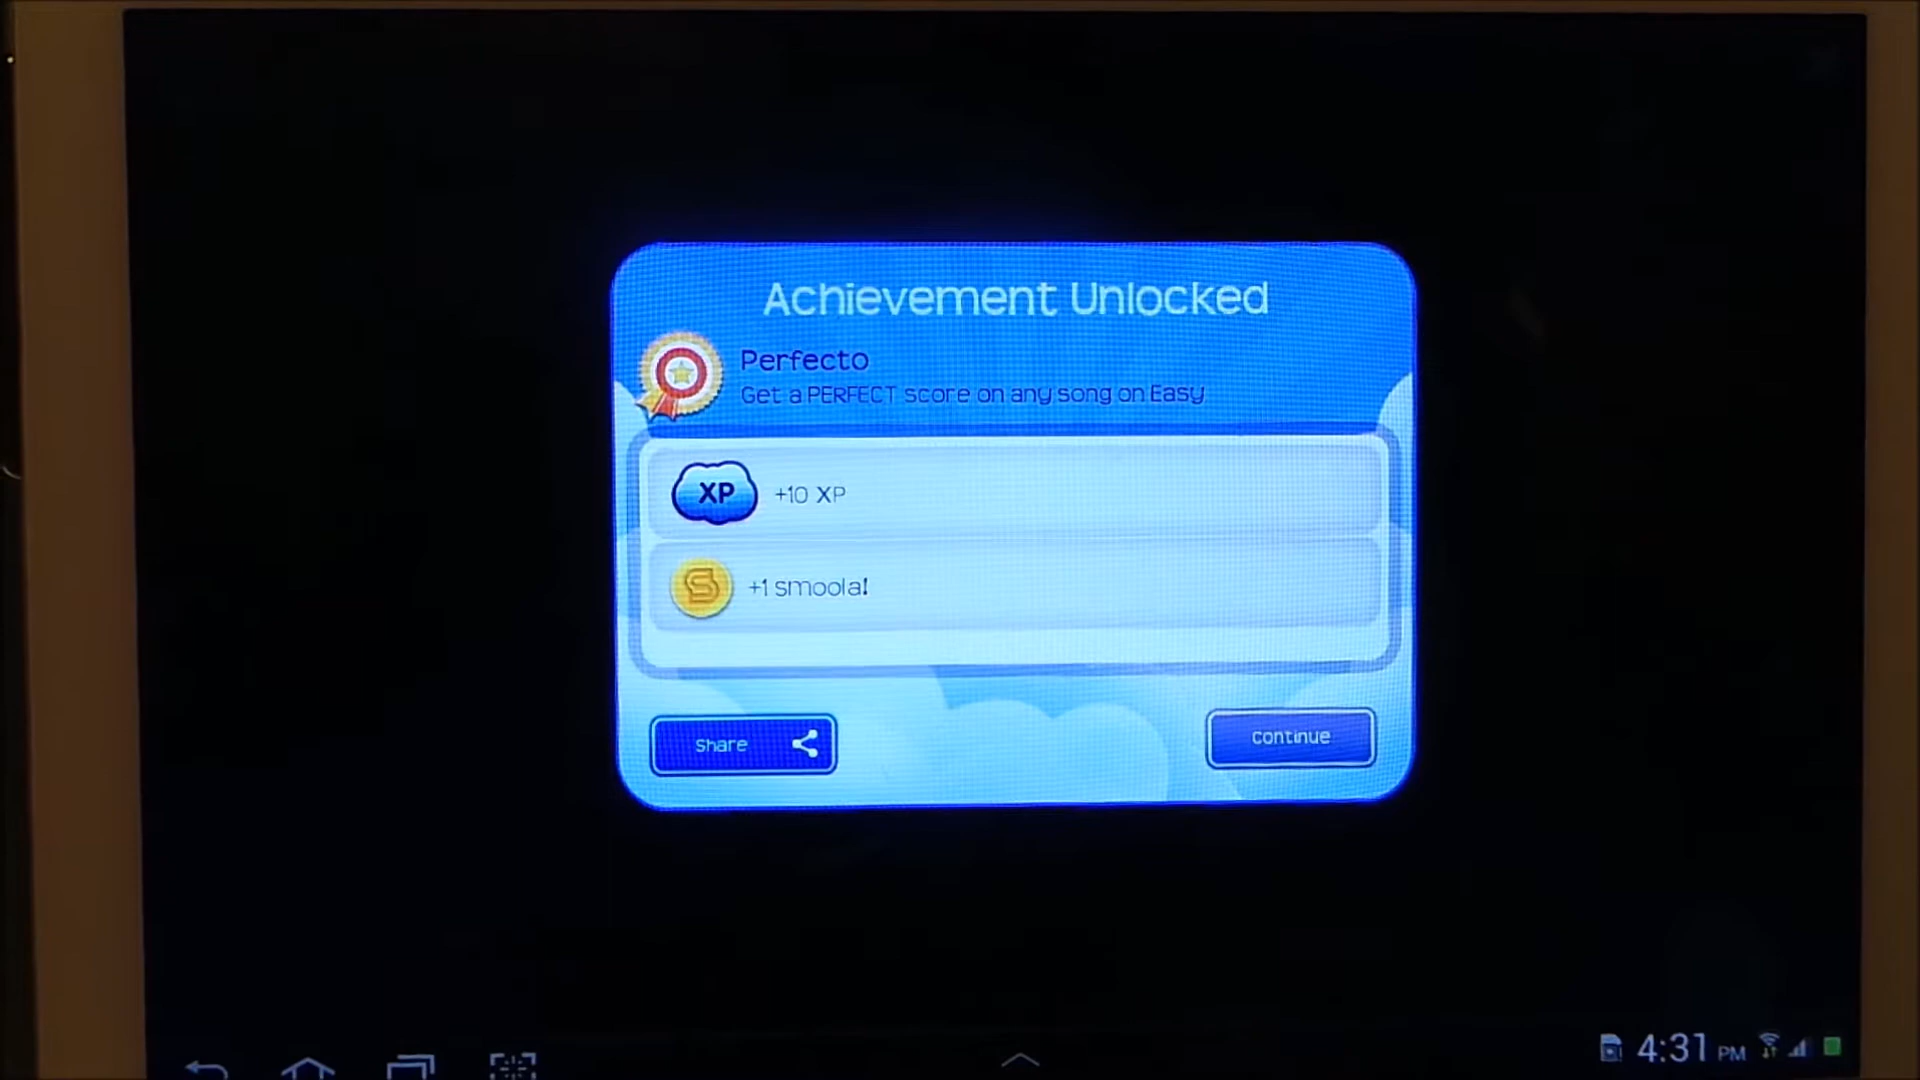 Achievement Unlocked
Perfecto
Get a PERFECT score on any song on Easy
XP +10 XP
S +1 smoola!
Share
Continue
4:31 PM